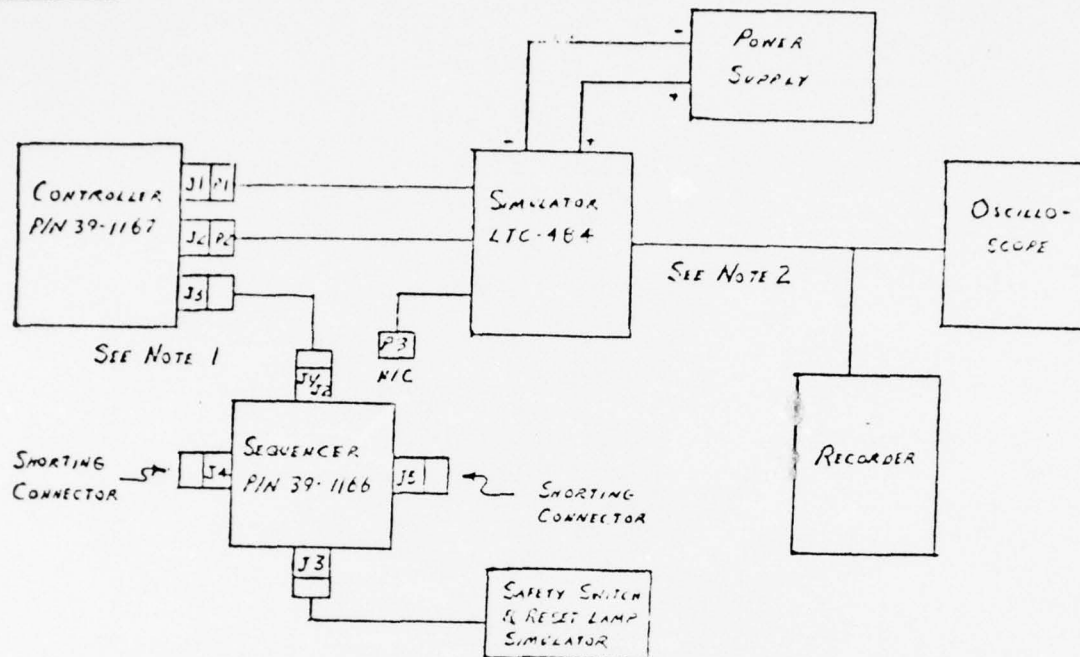 -
POWER
SUPPLY
+
-
+
CONTROLLER
P/N 39-1167
J1 P1
J2 P2
J3
SIMULATOR
LTC-484
OSCILLO-
SCOPE
SEE NOTE 2
SEE NOTE 1
P3
N/C
J1/J2
SEQUENCER
P/N 39-1166
SHORTING
CONNECTOR
J4
J5
SHORTING
CONNECTOR
RECORDER
J3
SAFETY SWITCH
& RESET LAMP
SIMULATOR